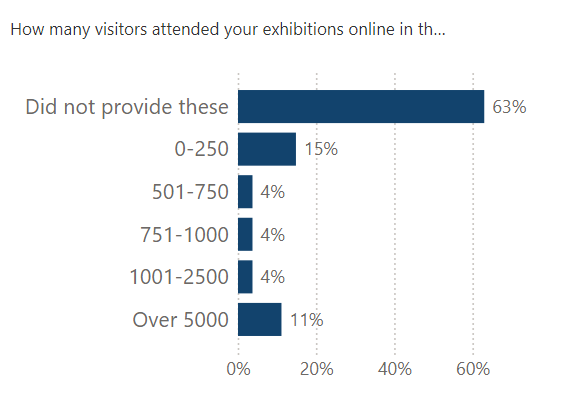 How many visitors attended your exhibitions online in th...
Did not provide these 63%
0-250 15%
501-750 4%
751-1000 4%
1001-2500 4%
Over 5000 11%
0% 20% 40% 60%